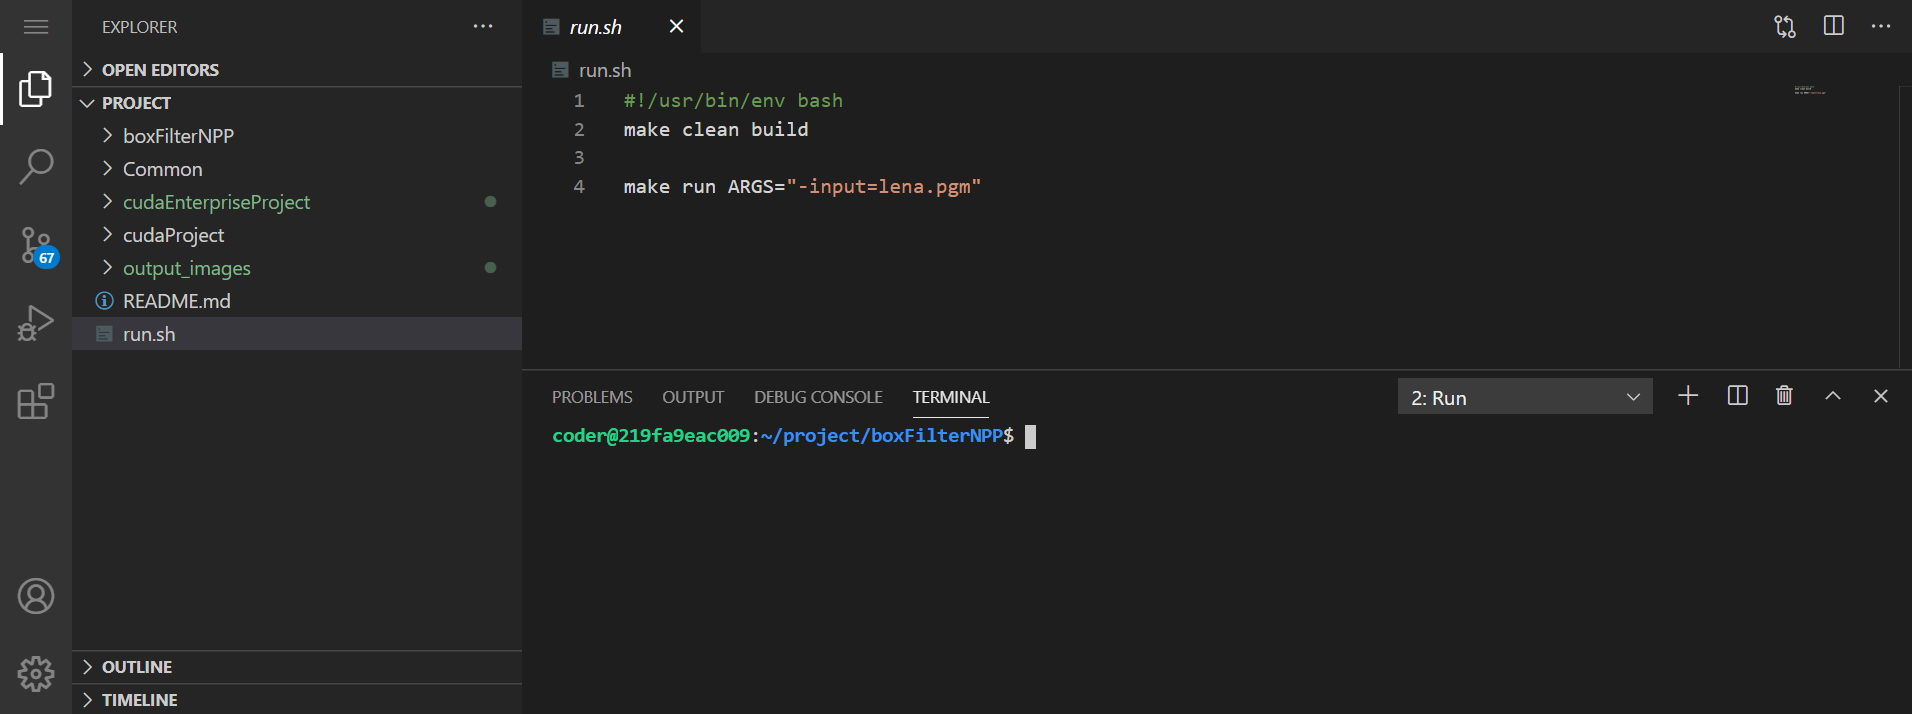 EXPLORER
OPEN EDITORS
PROJECT
boxFilterNPP
Common
cudaEnterpriseProject
cudaProject
output_images
README.md
run.sh
67
OUTLINE
TIMELINE
run.sh
run.sh
1 #!/usr/bin/env bash
2 make clean build
3
4 make run ARGS="-input=lena.pgm"
PROBLEMS OUTPUT DEBUG CONSOLE TERMINAL 2: Run
coder@219fa9eac009:~/project/boxFilterNPP$